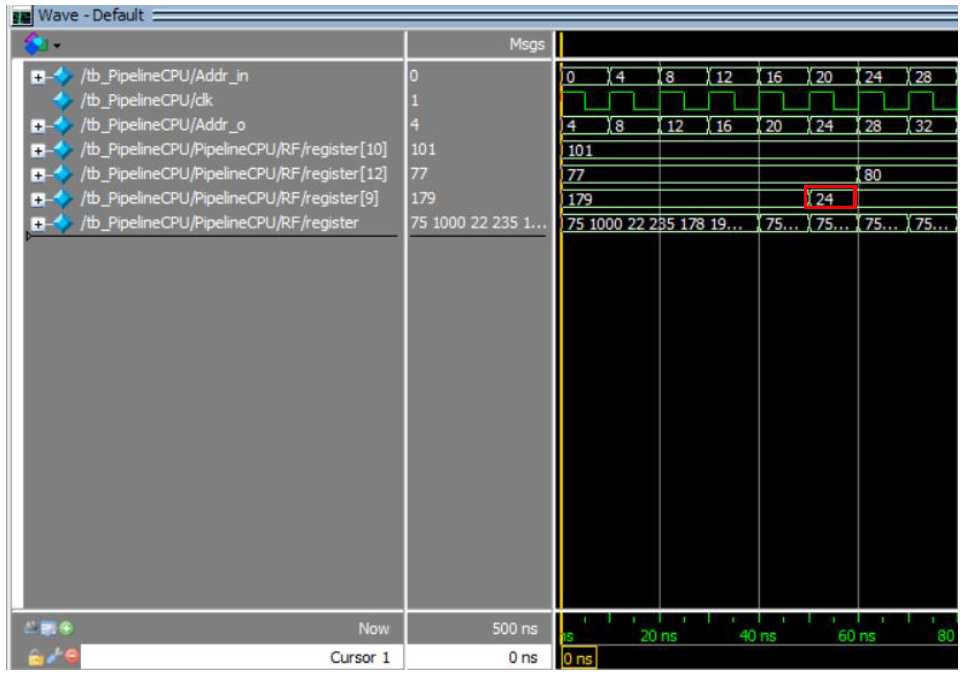 Wave - Default
Msgs
/tb_PipelineCPU/Addr_in 0 0 4 8 12 16 20 24 28
/tb_PipelineCPU/clk 1
/tb_PipelineCPU/Addr_o 4 4 8 12 16 20 24 28 32
/tb_PipelineCPU/PipelineCPU/RF/register[10] 101 101
/tb_PipelineCPU/PipelineCPU/RF/register[12] 77 77 80
/tb_PipelineCPU/PipelineCPU/RF/register[9] 179 179 24
/tb_PipelineCPU/PipelineCPU/RF/register 75 1000 22 235 1... 75 1000 22 235 178 19... 75... 75... 75... 75...
Now 500 ns 20 ns 40 ns 60 ns 80
Cursor 1 0 ns 0 ns